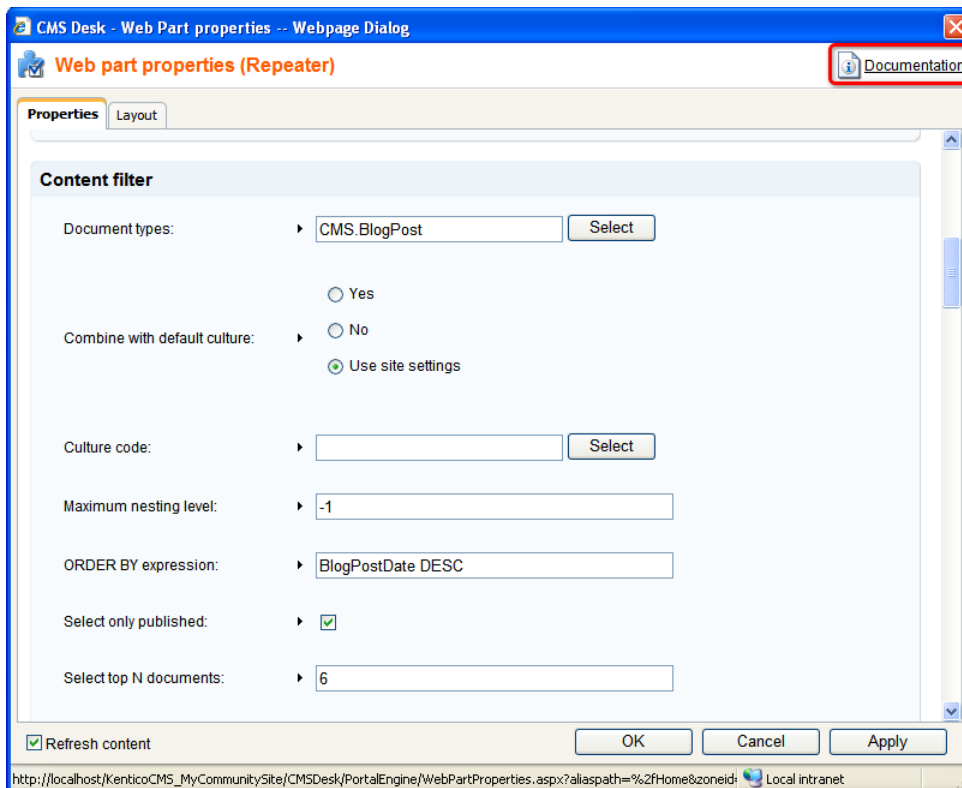 CMS Desk - Web Part properties -- Webpage Dialog
Web part properties (Repeater)
Documentation
Properties Layout
Content filter
Document types: CMS.BlogPost Select
Yes
No
Combine with default culture:
Use site settings
Culture code: Select
Maximum nesting level: -1
ORDER BY expression: BlogPostDate DESC
Select only published:
Select top N documents: 6
Refresh content OK Cancel Apply
http://localhost/KenticoCMS_MyCommunitySite/CMSDesk/PortalEngine/WebPartProperties.aspx?aliaspath=%2fHome&zoneid= Local intranet